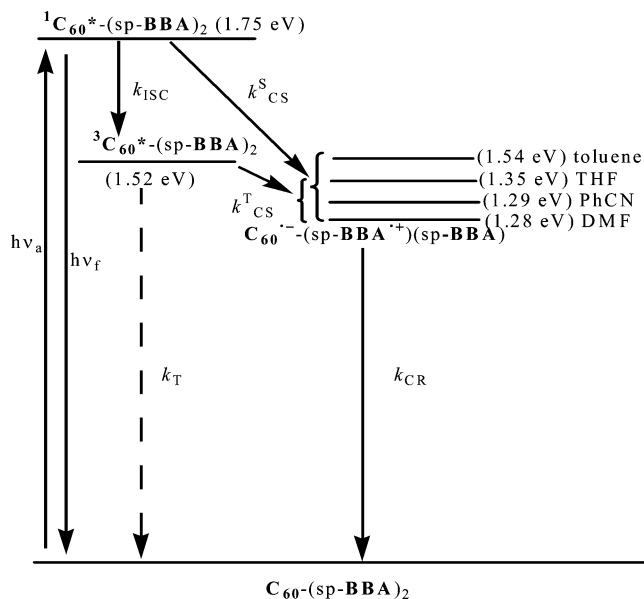 ¹C₆₀*-(sp-BBA)₂ (1.75 eV)
k_ISC
k^S_CS
³C₆₀*-(sp-BBA)₂
(1.52 eV)
(1.54 eV) toluene
(1.35 eV) THF
(1.29 eV) PhCN
(1.28 eV) DMF
k^T_CS
C₆₀˙⁻-(sp-BBA˙⁺)(sp-BBA)
hν_a
hν_f
k_T
k_CR
C₆₀-(sp-BBA)₂